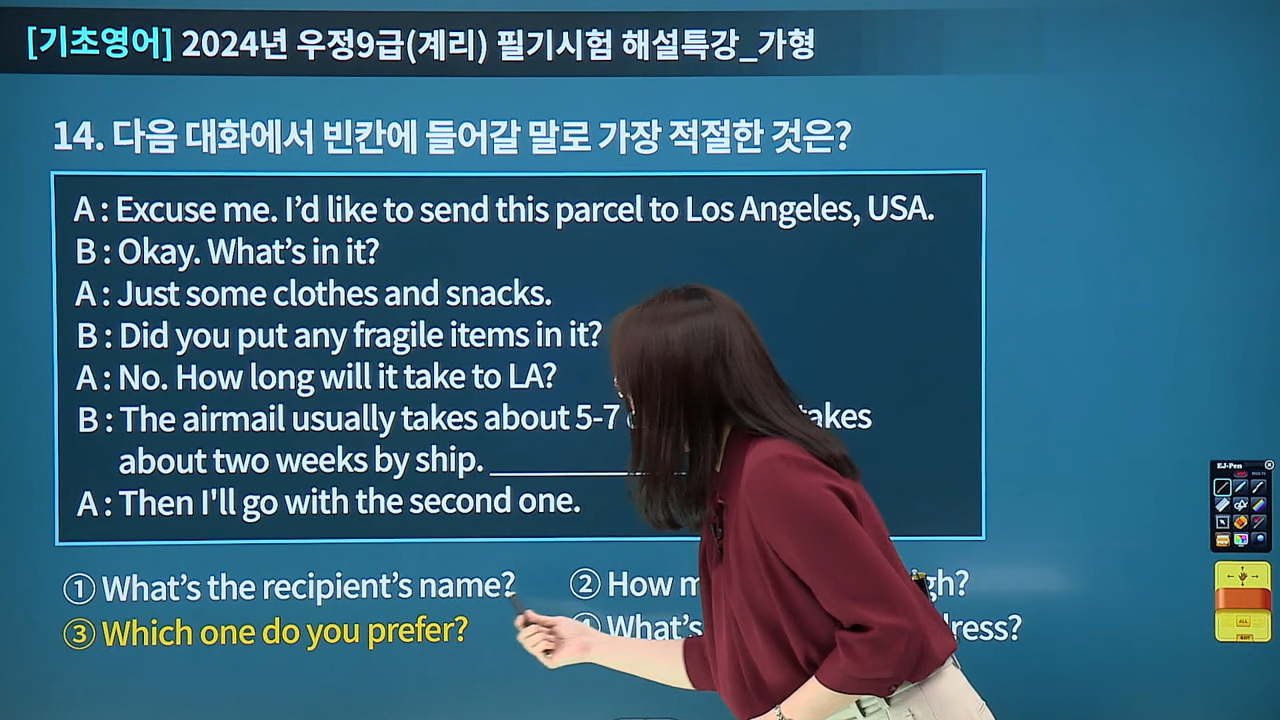 [기초영어] 2024년 우정9급(계리) 필기시험 해설특강_가형
14. 다음 대화에서 빈칸에 들어갈 말로 가장 적절한 것은?
A : Excuse me. I'd like to send this parcel to Los Angeles, USA.
B : Okay. What's in it?
A : Just some clothes and snacks.
B : Did you put any fragile items in it?
A : No. How long will it take to LA?
B : The airmail usually takes about 5-7 takes
about two weeks by ship. ____________
A : Then I'll go with the second one.
① What's the recipient's name? ② How
③ Which one do you prefer? ④ What's
EJ-Pen
ALL
EXIT